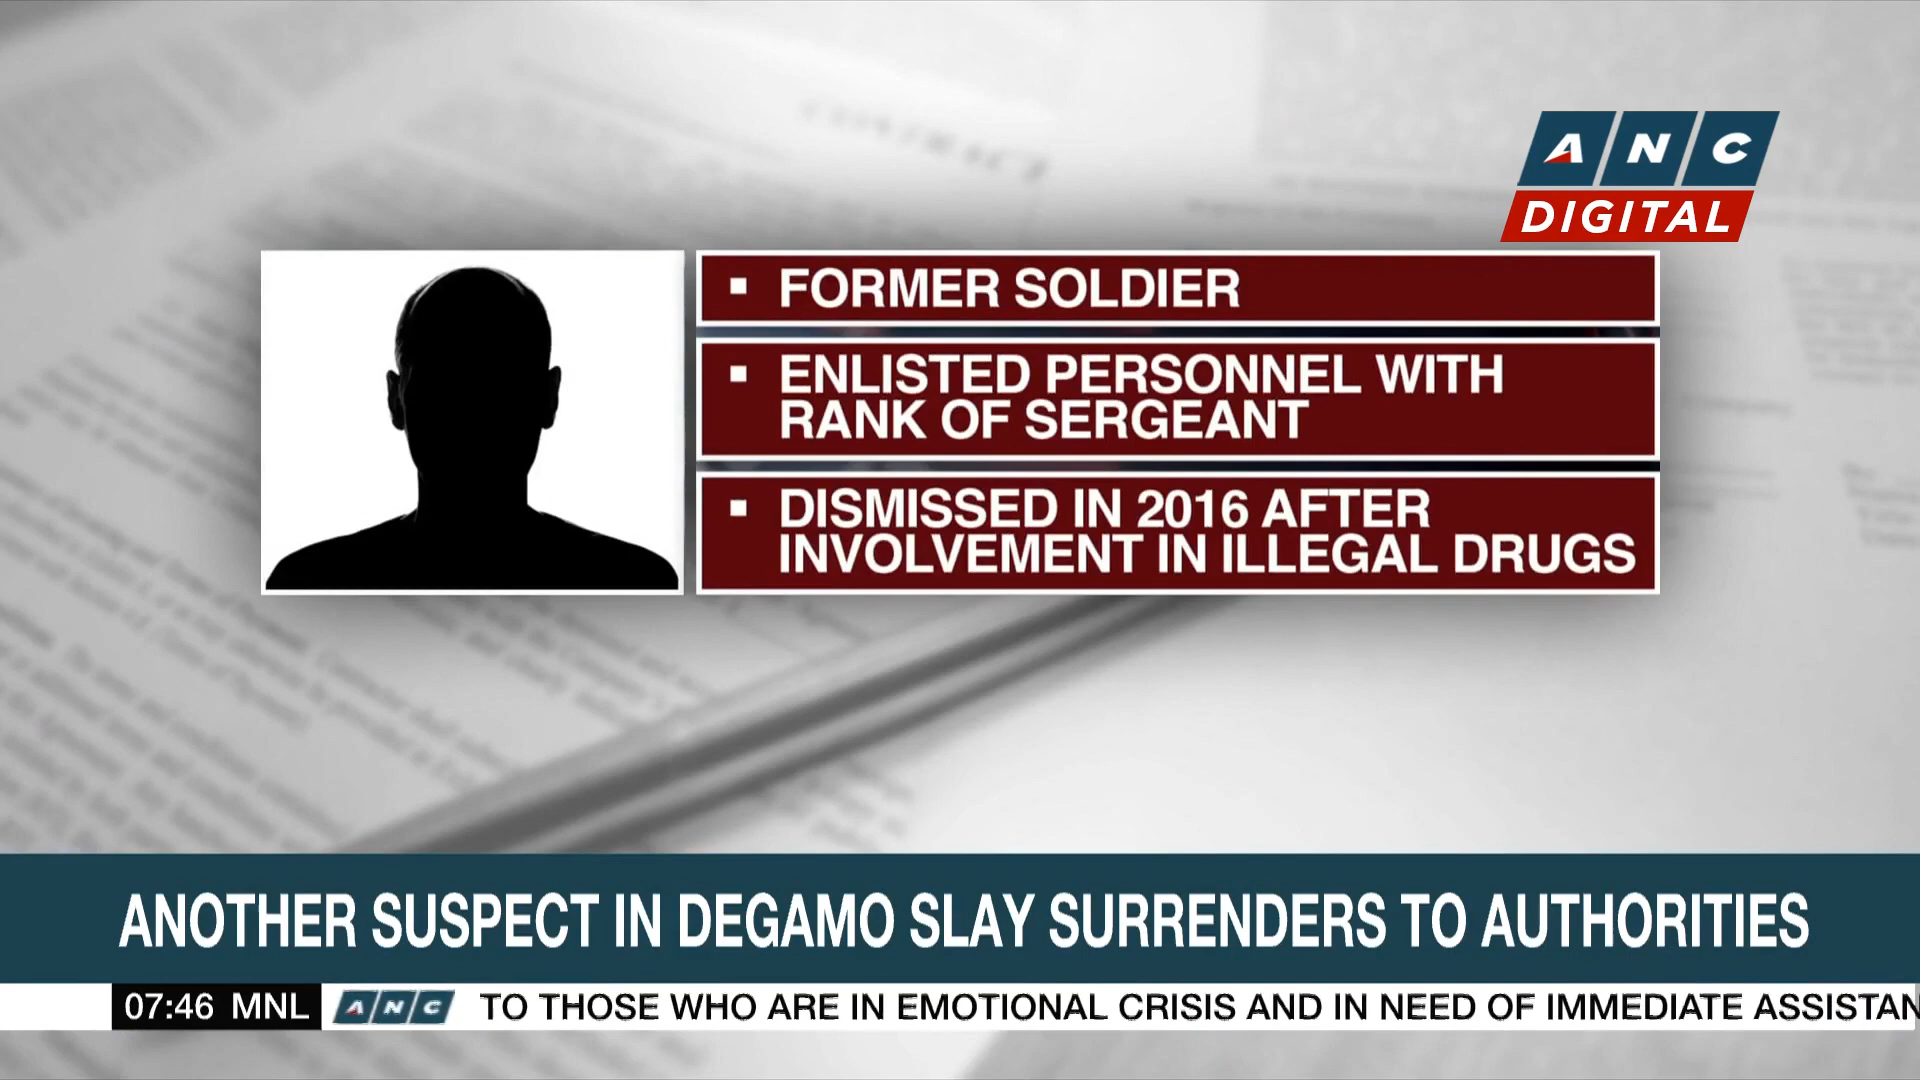 CONTRACT
ANC
DIGITAL
▪ FORMER SOLDIER
▪ ENLISTED PERSONNEL WITH
RANK OF SERGEANT
▪ DISMISSED IN 2016 AFTER
INVOLVEMENT IN ILLEGAL DRUGS
ANOTHER SUSPECT IN DEGAMO SLAY SURRENDERS TO AUTHORITIES
07:46 MNL ANC TO THOSE WHO ARE IN EMOTIONAL CRISIS AND IN NEED OF IMMEDIATE ASSISTAN